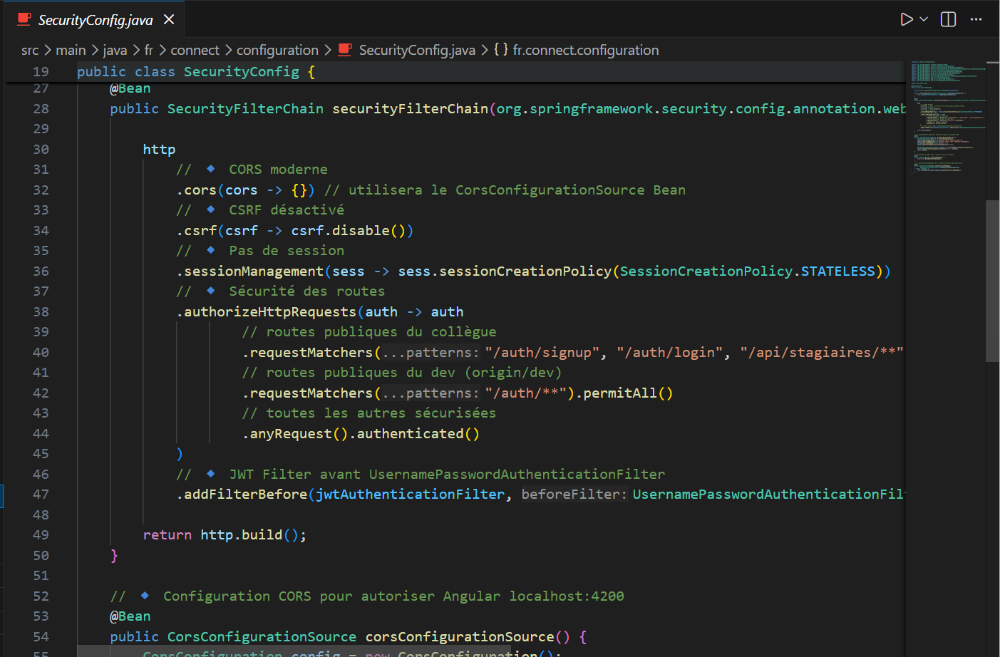 SecurityConfig.java
src > main > java > fr > connect > configuration > SecurityConfig.java > {} fr.connect.configuration
19 public class SecurityConfig {
27 @Bean
28 public SecurityFilterChain securityFilterChain(org.springframework.security.config.annotation.web
29
30 http
31 // 🔹 CORS moderne
32 .cors(cors -> {}) // utilisera le CorsConfigurationSource Bean
33 // 🔹 CSRF désactivé
34 .csrf(csrf -> csrf.disable())
35 // 🔹 Pas de session
36 .sessionManagement(sess -> sess.sessionCreationPolicy(SessionCreationPolicy.STATELESS))
37 // 🔹 Sécurité des routes
38 .authorizeHttpRequests(auth -> auth
39 // routes publiques du collègue
40 .requestMatchers(...patterns: "/auth/signup", "/auth/login", "/api/stagiaires/**"
41 // routes publiques du dev (origin/dev)
42 .requestMatchers(...patterns: "/auth/**").permitAll()
43 // toutes les autres sécurisées
44 .anyRequest().authenticated()
45 )
46 // 🔹 JWT Filter avant UsernamePasswordAuthenticationFilter
47 .addFilterBefore(jwtAuthenticationFilter, beforeFilter: UsernamePasswordAuthenticationFil
48
49 return http.build();
50 }
51
52 // 🔹 Configuration CORS pour autoriser Angular localhost:4200
53 @Bean
54 public CorsConfigurationSource corsConfigurationSource() {
55 CorsConfiguration config = new CorsConfiguration();